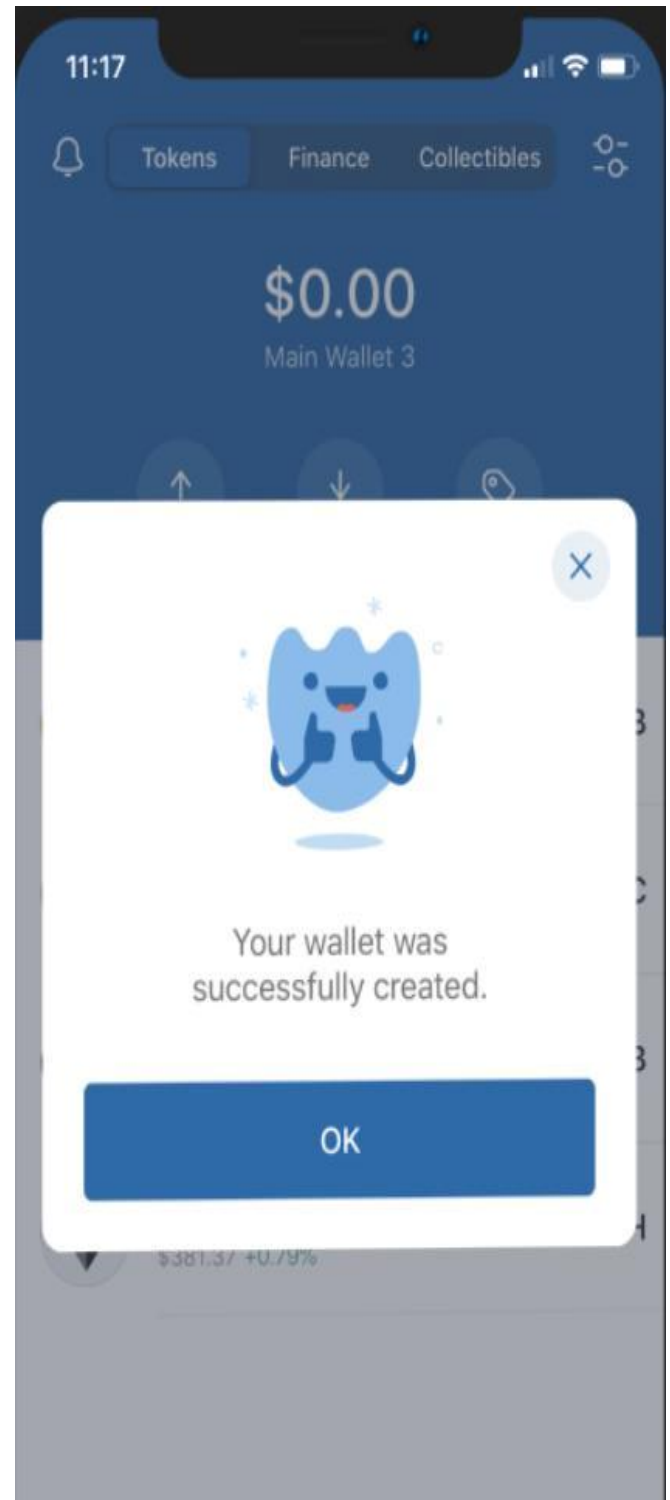 11:17
Tokens Finance Collectibles
$0.00
Main Wallet 3
B
C
B
Your wallet was
successfully created.
OK
H
$381.37 +0.79%